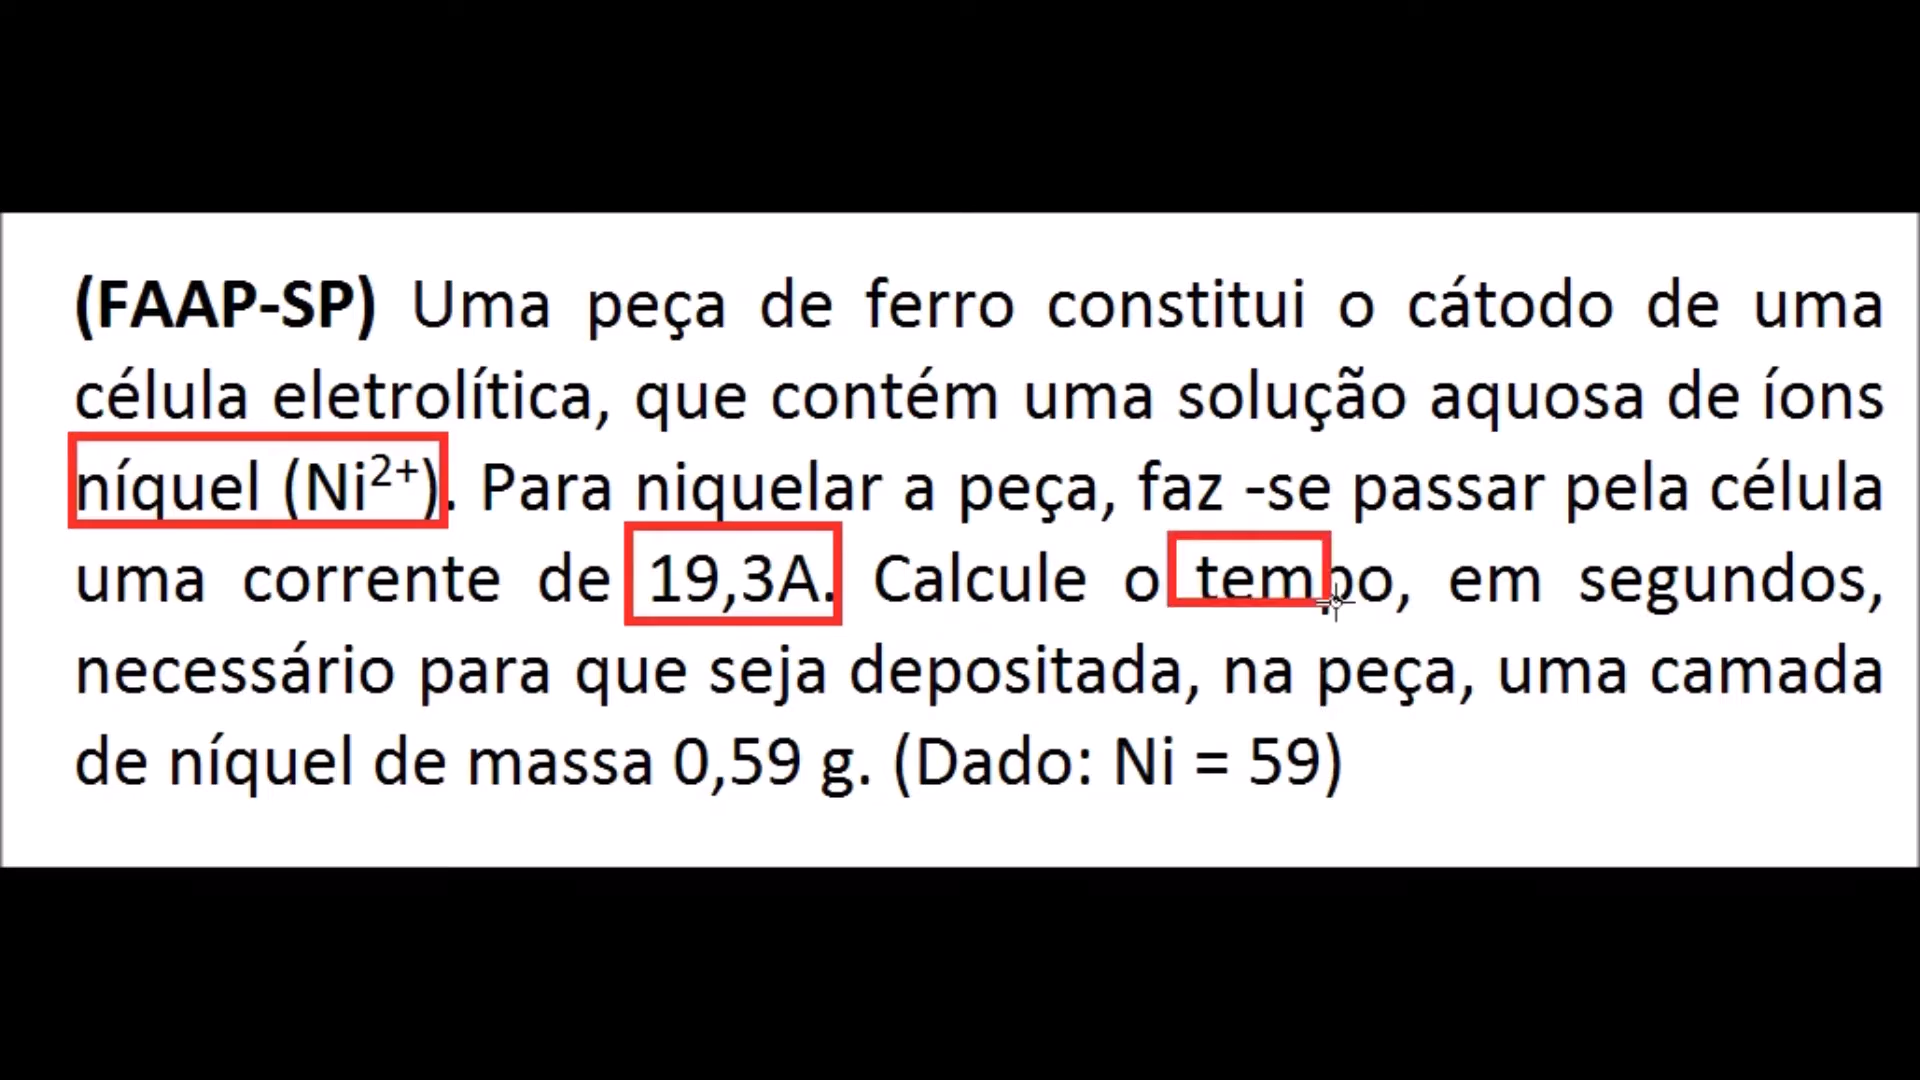 (FAAP-SP) Uma peça de ferro constitui o cátodo de uma
célula eletrolítica, que contém uma solução aquosa de íons
níquel (Ni²⁺). Para niquelar a peça, faz -se passar pela célula
uma corrente de 19,3A. Calcule o tempo, em segundos,
necessário para que seja depositada, na peça, uma camada
de níquel de massa 0,59 g. (Dado: Ni = 59)